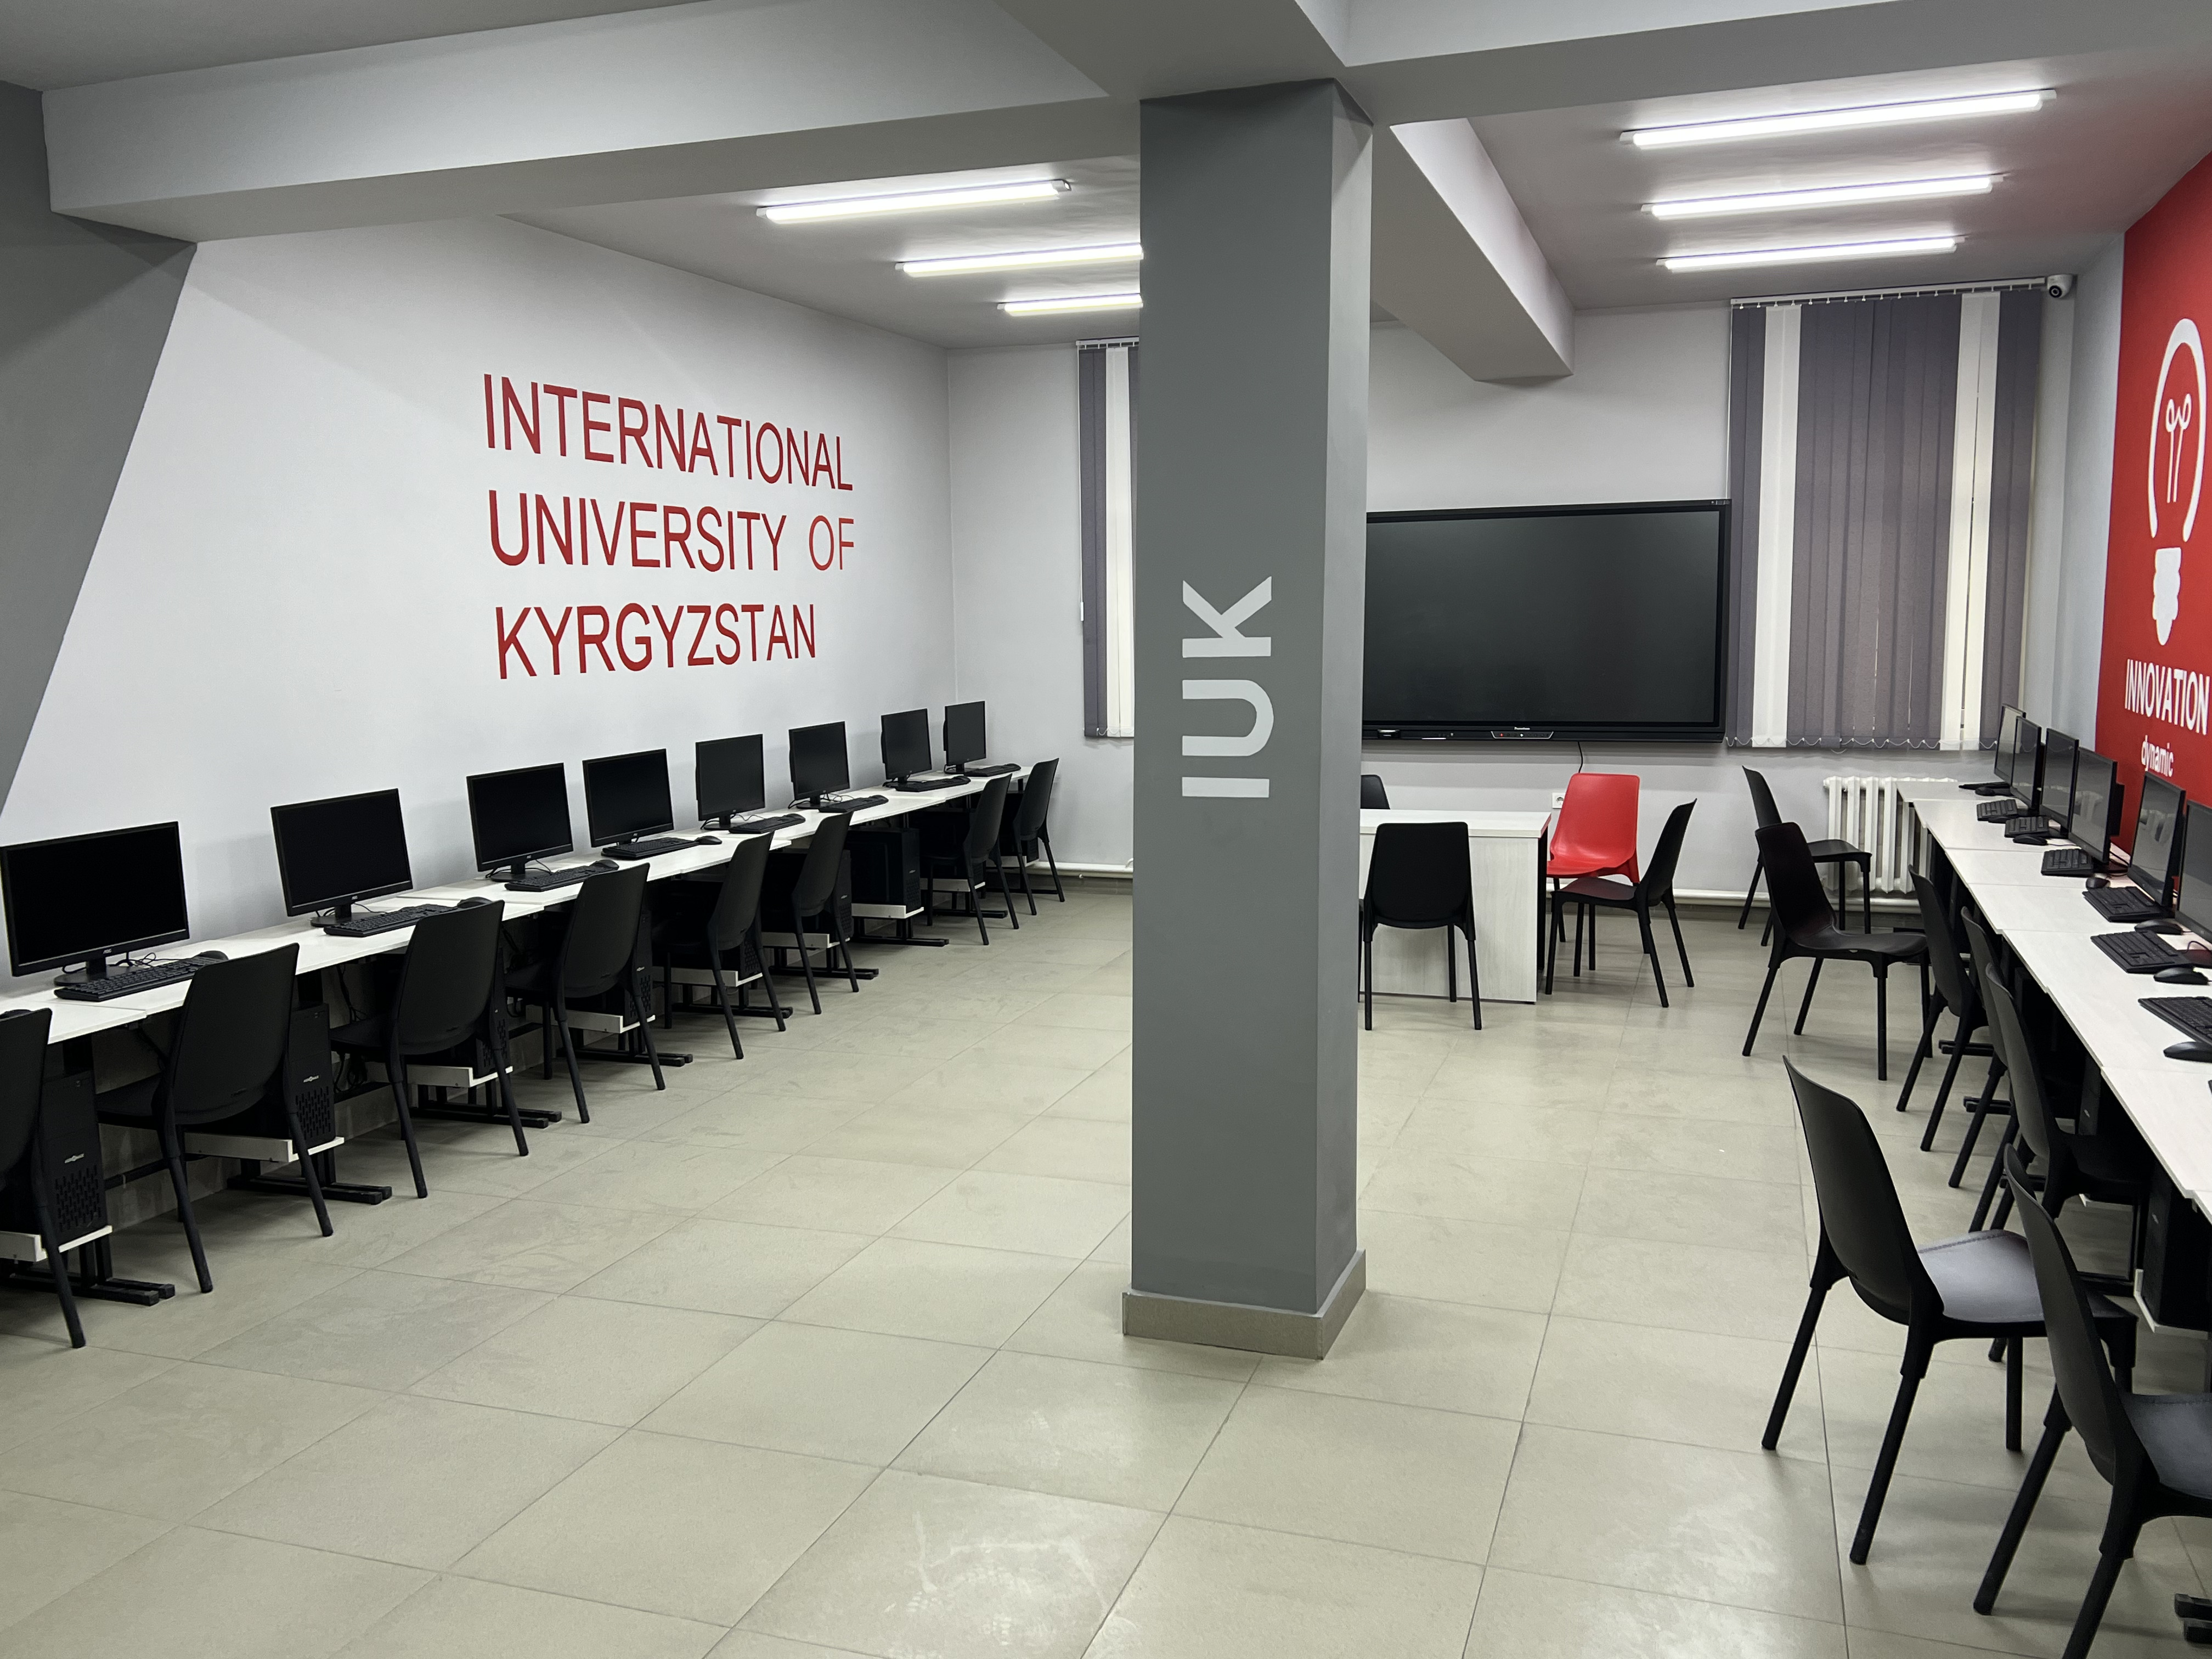 INTERNATIONAL
UNIVERSITY OF
KYRGYZSTAN
IUK
INNOVATION
dynamic